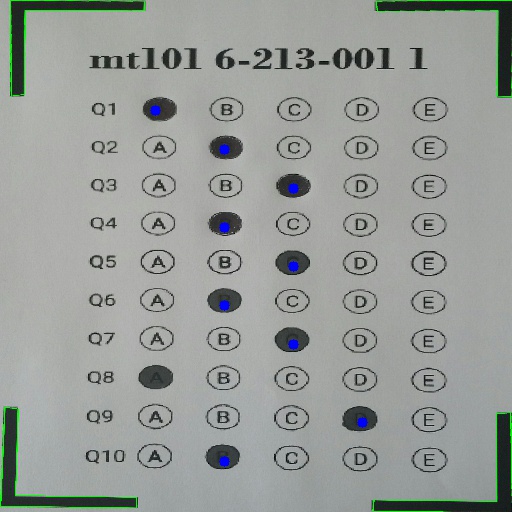 mt101 6-213-001 1
Q1 B C D E
Q2 A C D E
Q3 A B D E
Q4 A C D E
Q5 A B D E
Q6 A C D E
Q7 A B D E
Q8 A B C D E
Q9 A B C E
Q10 A C D E